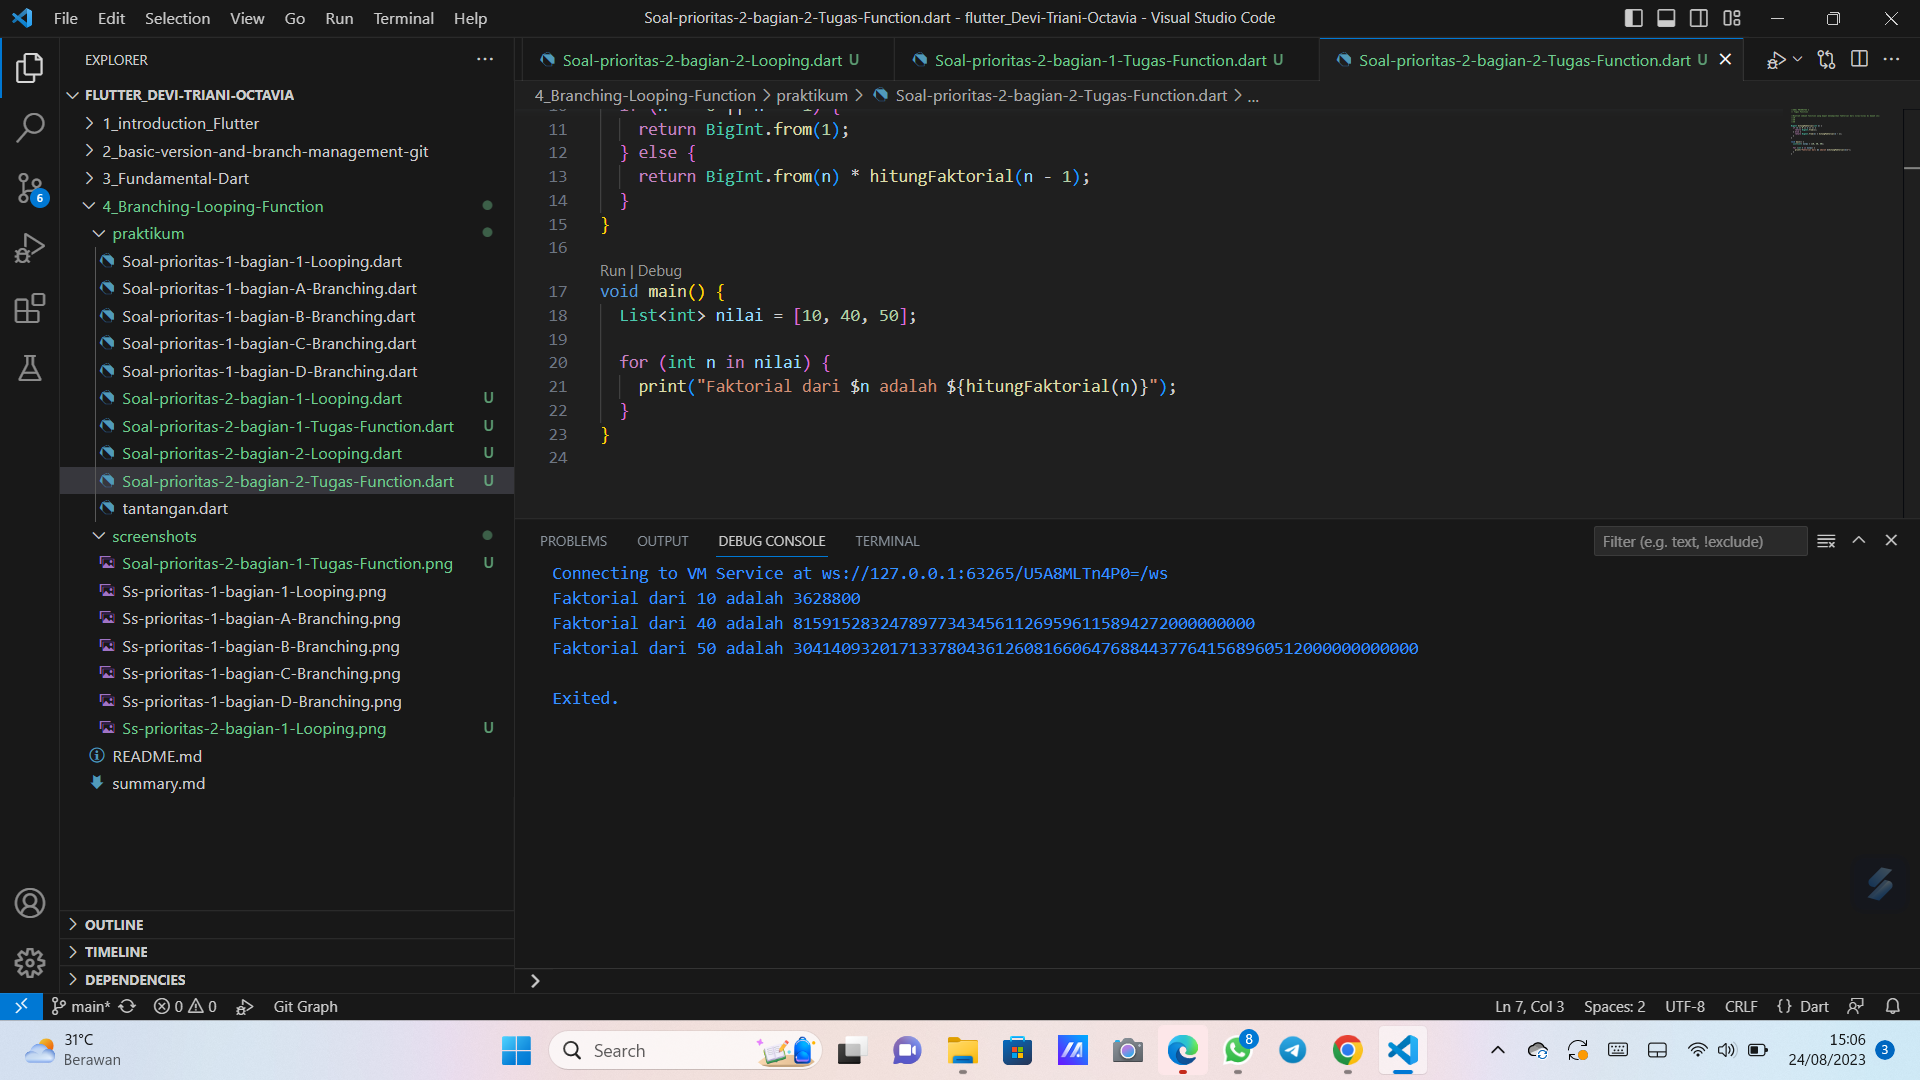 File Edit Selection View Go Run Terminal Help
Soal-prioritas-2-bagian-2-Tugas-Function.dart - flutter_Devi-Triani-Octavia - Visual Studio Code
EXPLORER
FLUTTER_DEVI-TRIANI-OCTAVIA
1_introduction_Flutter
2_basic-version-and-branch-management-git
3_Fundamental-Dart
4_Branching-Looping-Function
praktikum
Soal-prioritas-1-bagian-1-Looping.dart
Soal-prioritas-1-bagian-A-Branching.dart
Soal-prioritas-1-bagian-B-Branching.dart
Soal-prioritas-1-bagian-C-Branching.dart
Soal-prioritas-1-bagian-D-Branching.dart
Soal-prioritas-2-bagian-1-Looping.dart U
Soal-prioritas-2-bagian-1-Tugas-Function.dart U
Soal-prioritas-2-bagian-2-Looping.dart U
Soal-prioritas-2-bagian-2-Tugas-Function.dart U
tantangan.dart
screenshots
Soal-prioritas-2-bagian-1-Tugas-Function.png U
Ss-prioritas-1-bagian-1-Looping.png
Ss-prioritas-1-bagian-A-Branching.png
Ss-prioritas-1-bagian-B-Branching.png
Ss-prioritas-1-bagian-C-Branching.png
Ss-prioritas-1-bagian-D-Branching.png
Ss-prioritas-2-bagian-1-Looping.png U
README.md
summary.md
OUTLINE
TIMELINE
DEPENDENCIES
6
Soal-prioritas-2-bagian-2-Looping.dart U
Soal-prioritas-2-bagian-1-Tugas-Function.dart U
Soal-prioritas-2-bagian-2-Tugas-Function.dart U
4_Branching-Looping-Function > praktikum > Soal-prioritas-2-bagian-2-Tugas-Function.dart > ...
11 return BigInt.from(1);
12 } else {
13 return BigInt.from(n) * hitungFaktorial(n - 1);
14 }
15 }
16
Run | Debug
17 void main() {
18 List<int> nilai = [10, 40, 50];
19
20 for (int n in nilai) {
21 print("Faktorial dari $n adalah ${hitungFaktorial(n)}");
22 }
23 }
24
PROBLEMS OUTPUT DEBUG CONSOLE TERMINAL
Filter (e.g. text, !exclude)
Connecting to VM Service at ws://127.0.0.1:63265/U5A8MLTn4P0=/ws
Faktorial dari 10 adalah 3628800
Faktorial dari 40 adalah 815915283247897734345611269596115894272000000000
Faktorial dari 50 adalah 30414093201713378043612608166064768844377641568960512000000000000
Exited.
main* 0 0 Git Graph
Ln 7, Col 3 Spaces: 2 UTF-8 CRLF {} Dart
31°C
Berawan
Search
8
15:06
24/08/2023
3